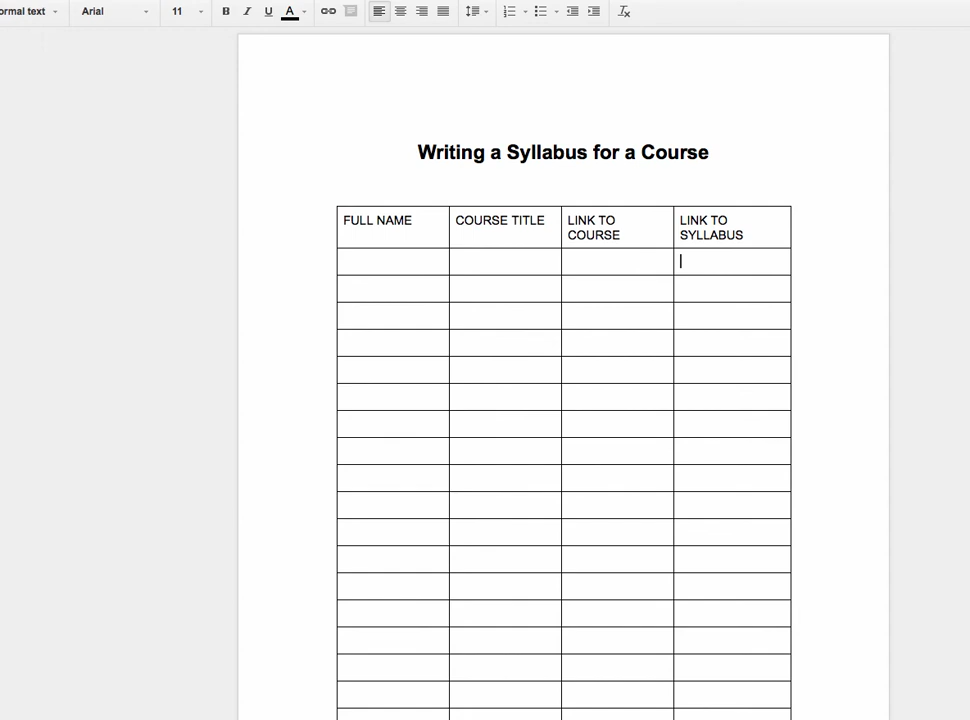 ormal text Arial 11 B I U A
Writing a Syllabus for a Course
FULL NAME COURSE TITLE LINK TO COURSE LINK TO SYLLABUS